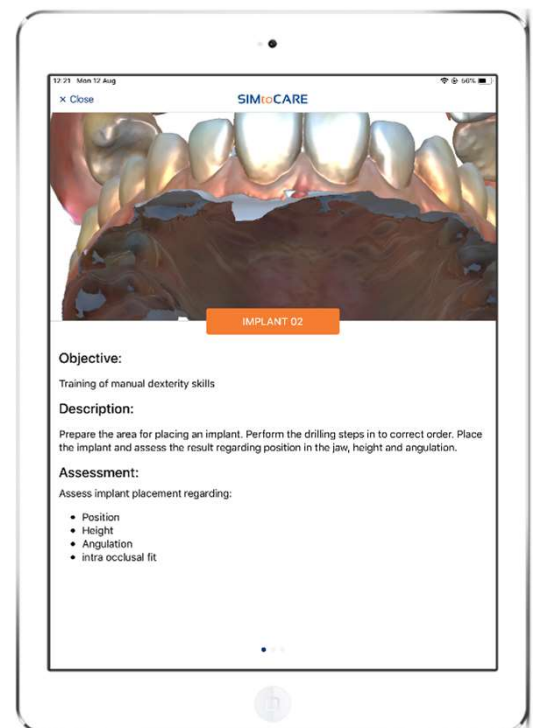 12:21 Mon 12 Aug
56%
× Close
SIMtoCARE
IMPLANT 02
Objective:
Training of manual dexterity skills
Description:
Prepare the area for placing an implant. Perform the drilling steps in to correct order. Place
the implant and assess the result regarding position in the jaw, height and angulation.
Assessment:
Assess implant placement regarding:
• Position
• Height
• Angulation
• intra occlusal fit